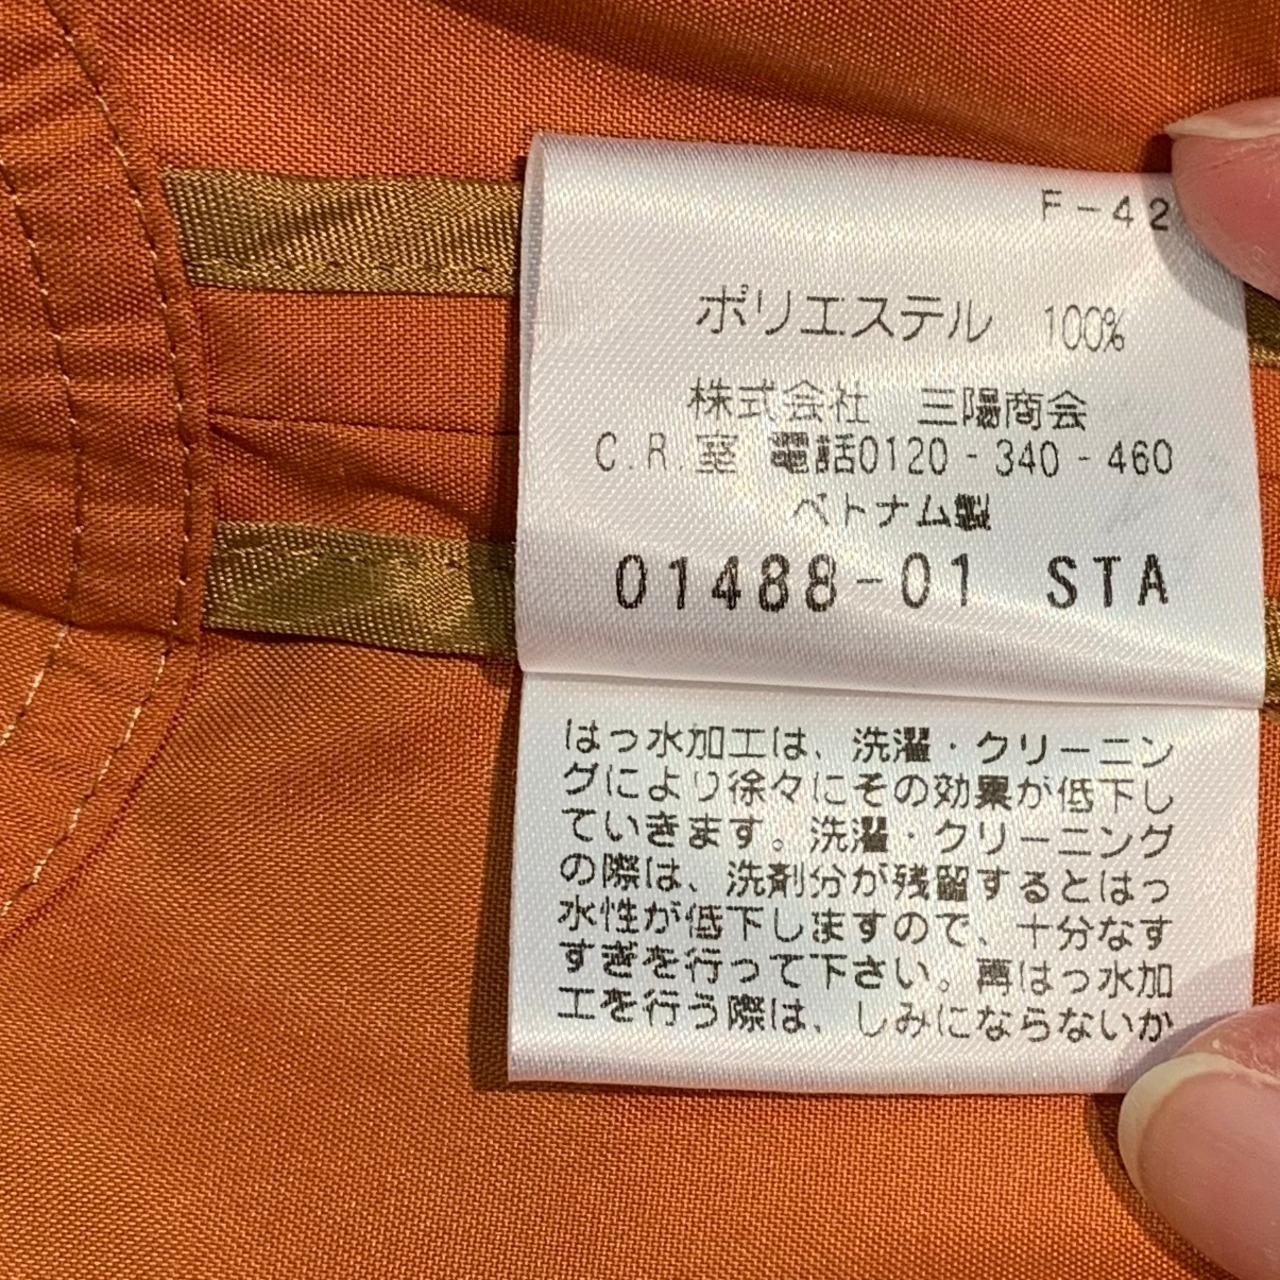 F-42
ポリエステル 100%
株式会社 三陽商会
C.R.室 電話0120-340-460
ベトナム製
01488-01 STA
はっ水加工は、洗濯・クリーニン
グにより徐々にその効果が低下し
ていきます。洗濯・クリーニング
の際は、洗剤分が残留するとはっ
水性が低下しますので、十分なす
すぎを行って下さい。再はっ水加
工を行う際は、しみにならないか